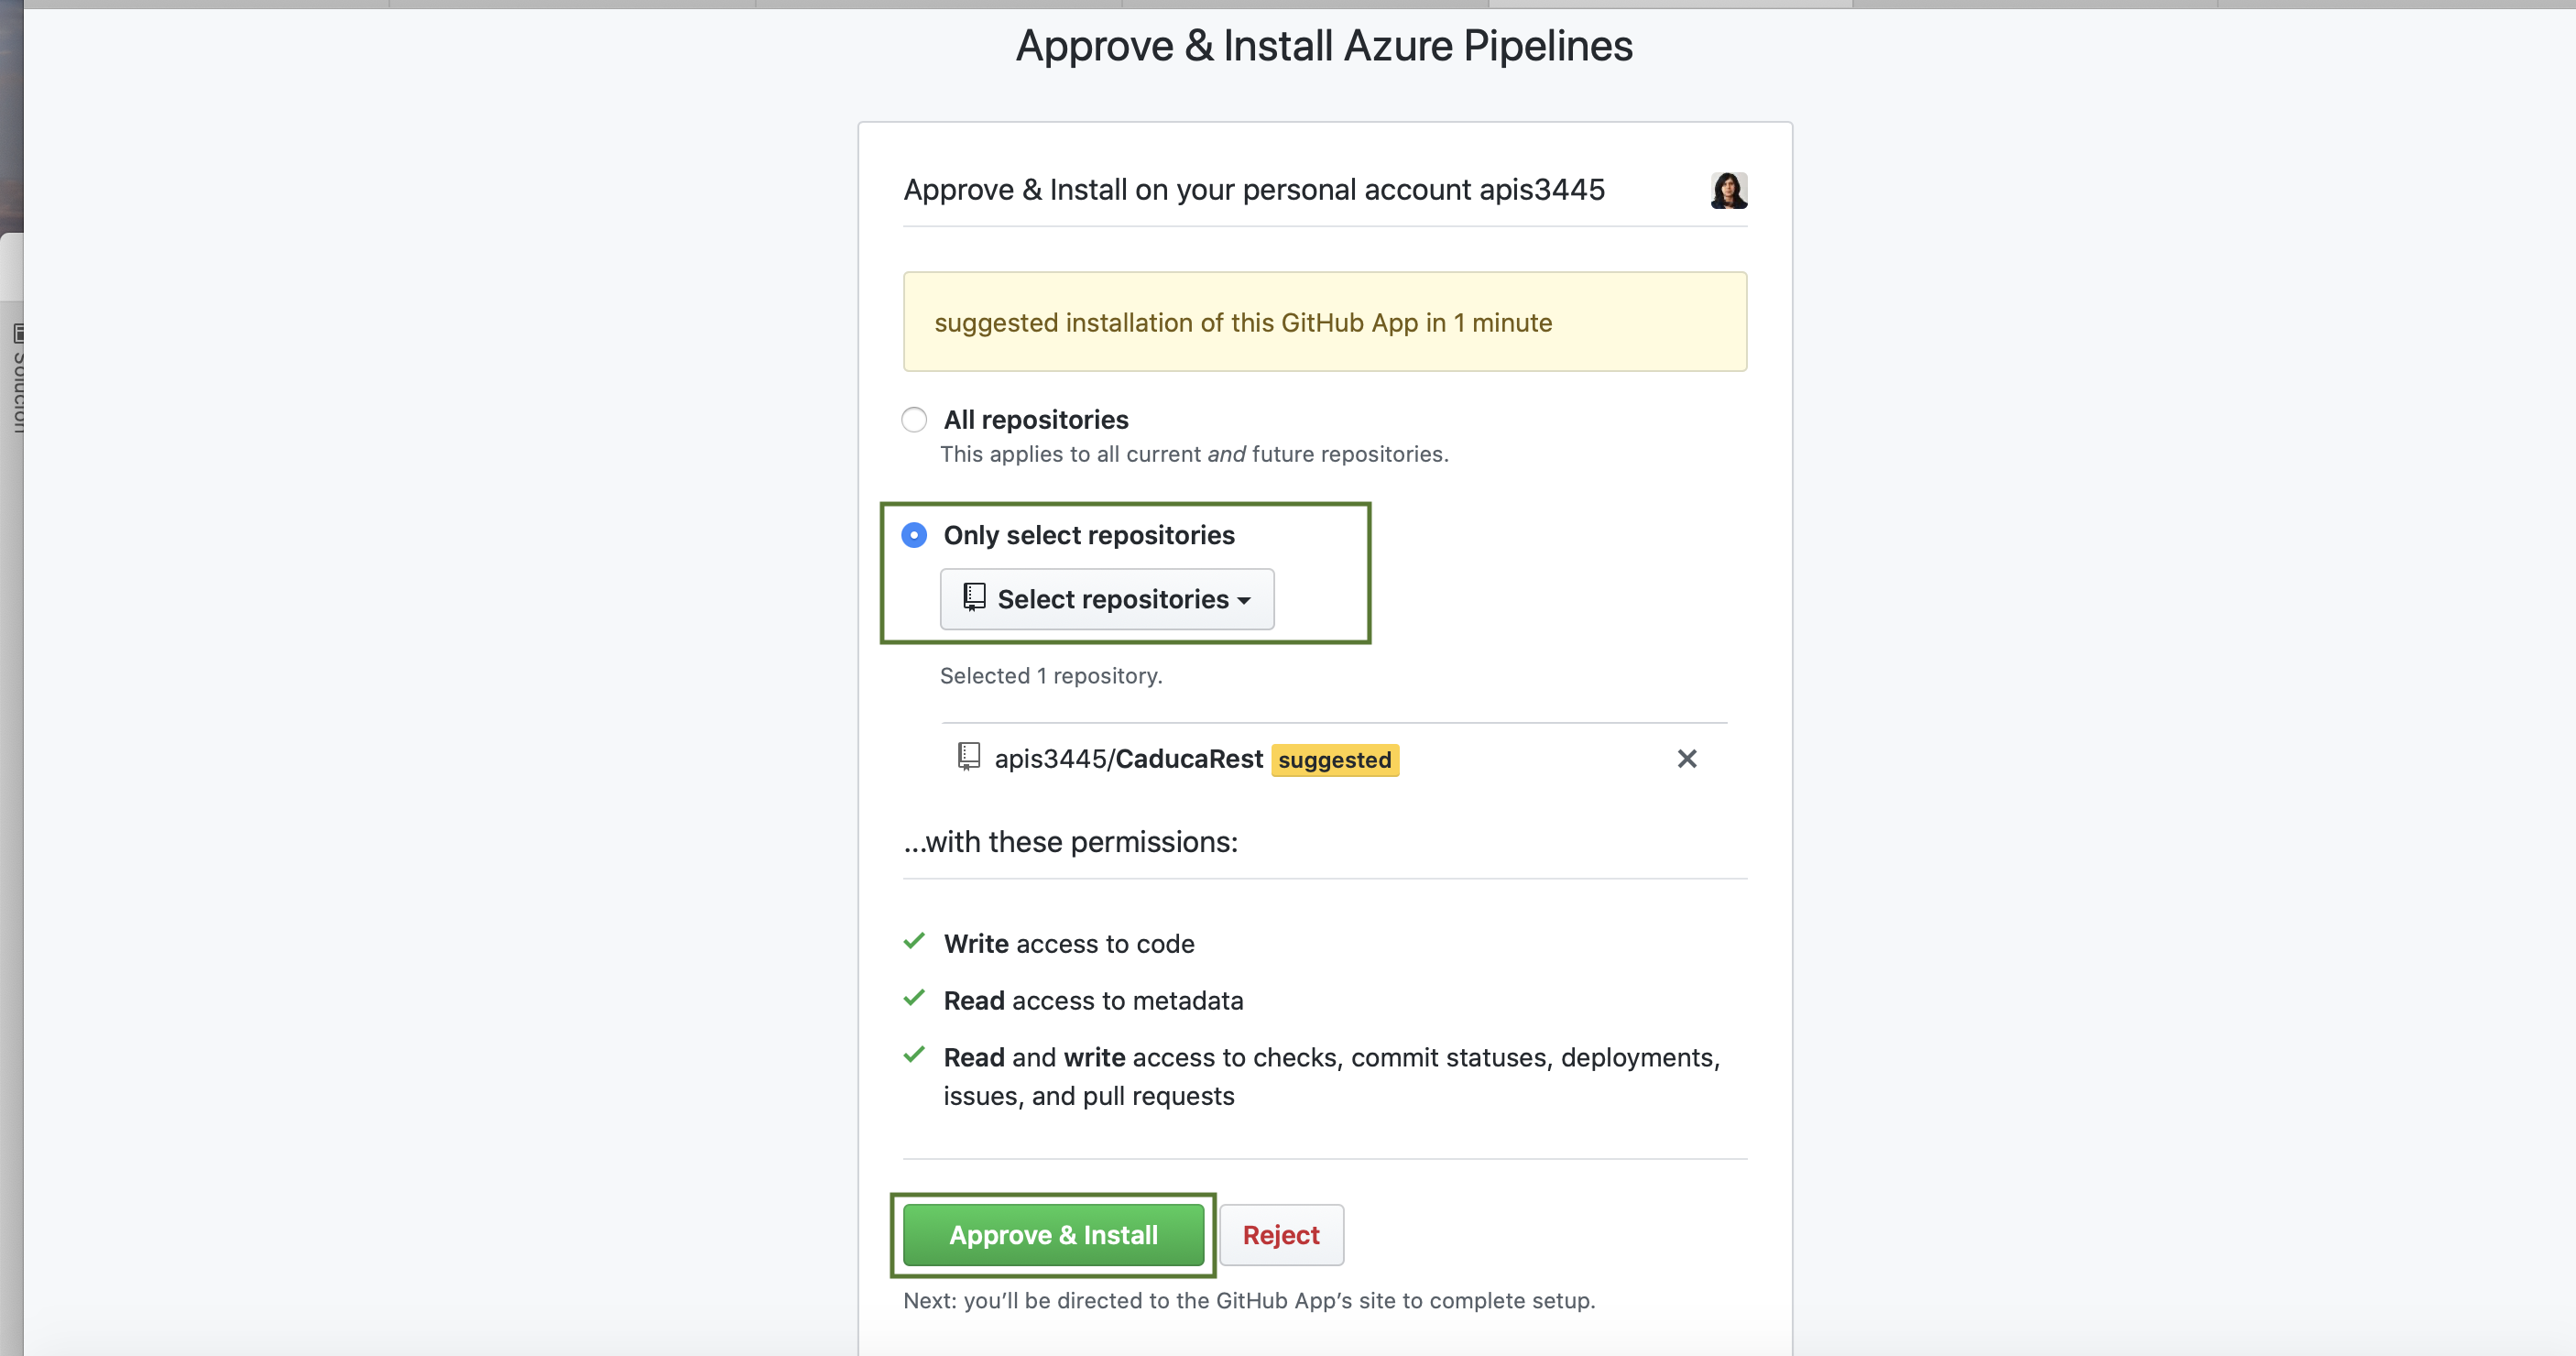 Approve & Install Azure Pipelines
Approve & Install on your personal account apis3445
suggested installation of this GitHub App in 1 minute
All repositories
This applies to all current and future repositories.
Only select repositories
Select repositories
Selected 1 repository.
apis3445/CaducaRest suggested
...with these permissions:
Write access to code
Read access to metadata
Read and write access to checks, commit statuses, deployments,
issues, and pull requests
Approve & Install Reject
Next: you’ll be directed to the GitHub App’s site to complete setup.
Solución